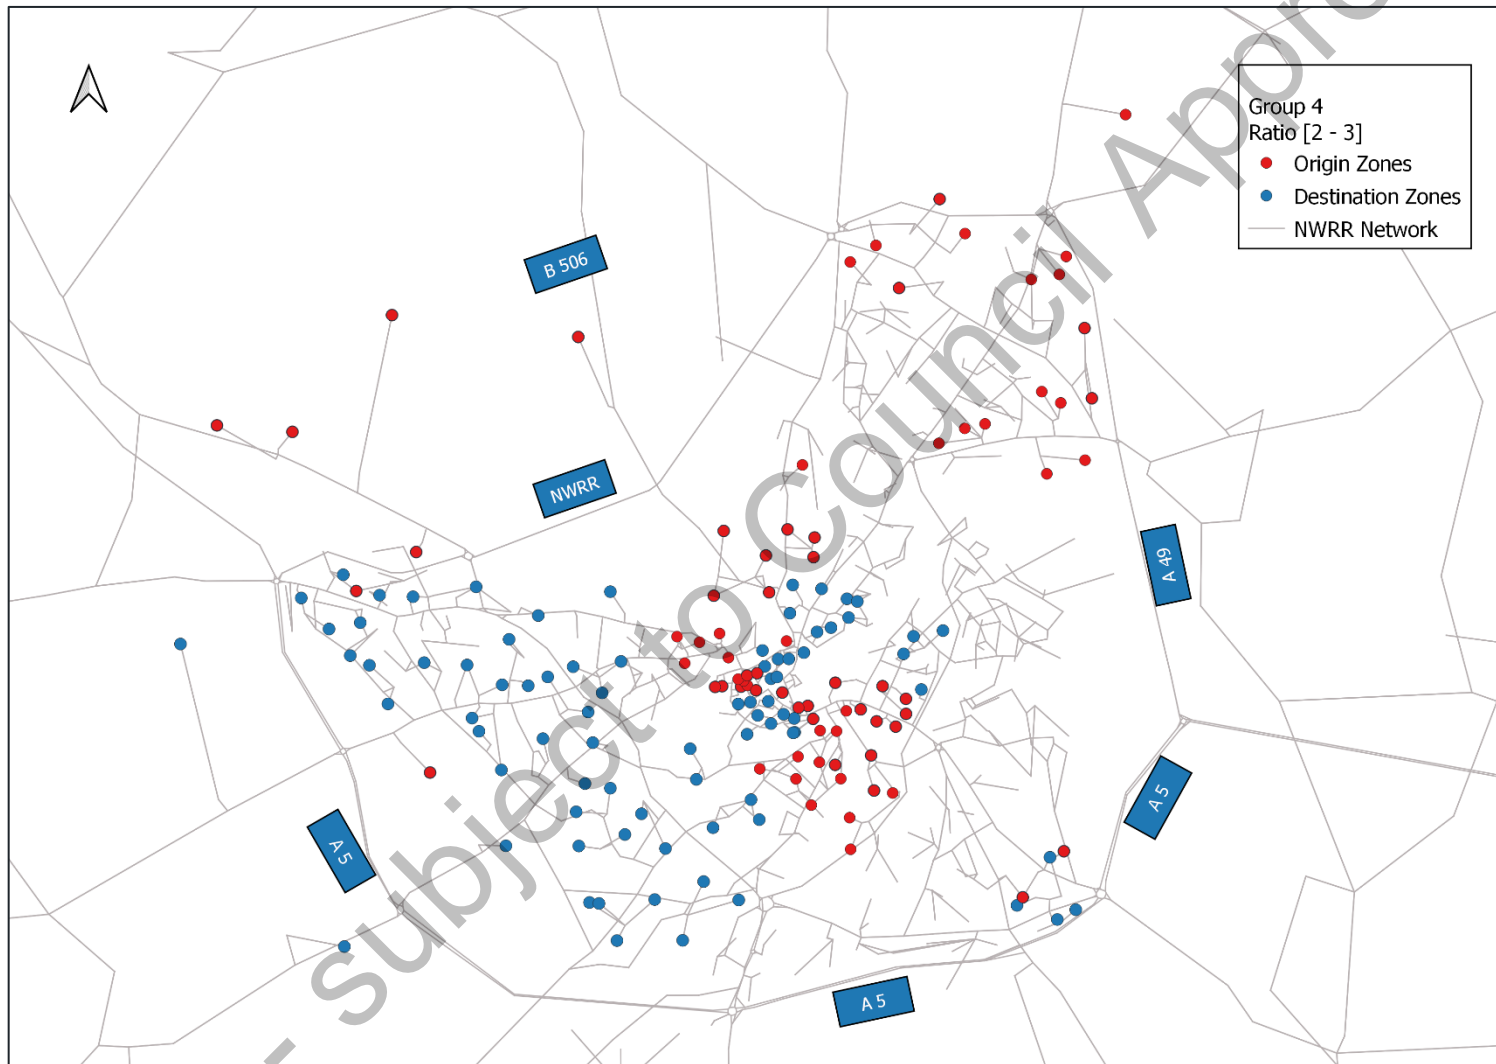 Group 4
Ratio [2 - 3]
Origin Zones
Destination Zones
NWRR Network
B 506
NWRR
A 49
A 5
A 5
A 5
- subject to Council